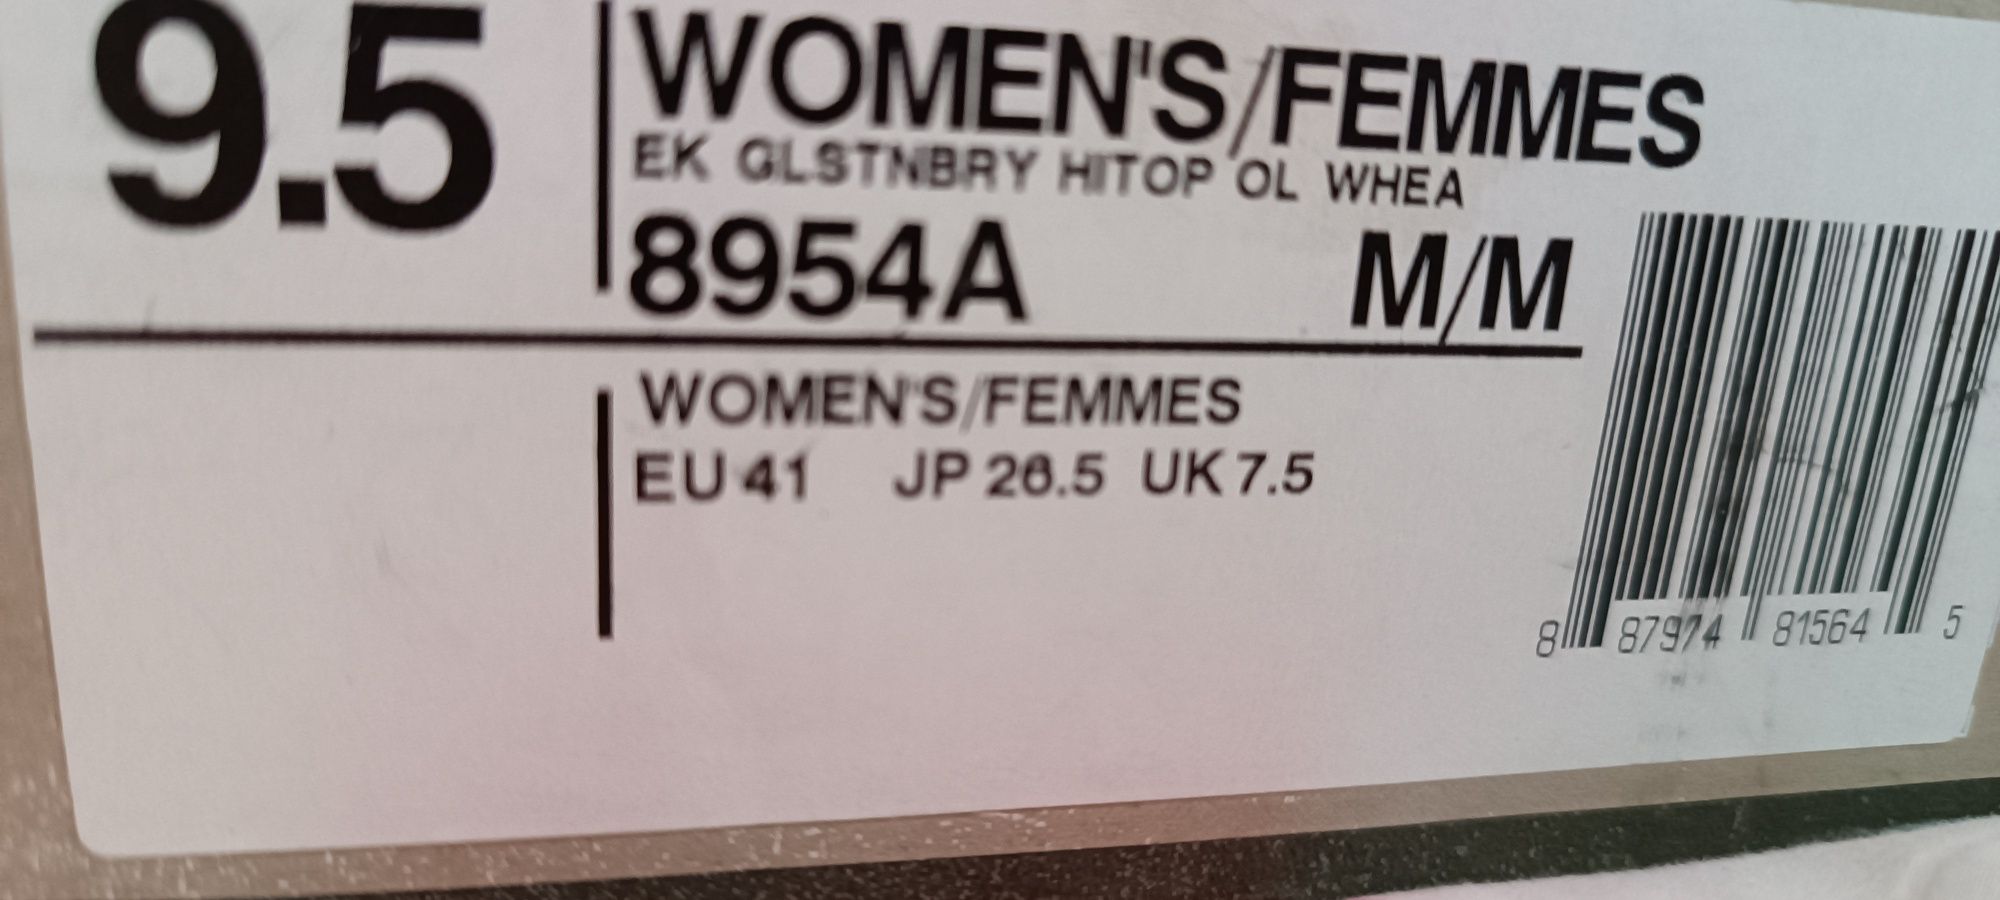 9.5
WOMEN'S/FEMMES
EK GLSTNBRY HITOP OL WHEA
8954A M/M
WOMEN'S/FEMMES
EU 41 JP 26.5 UK 7.5
8 87974 81564 5